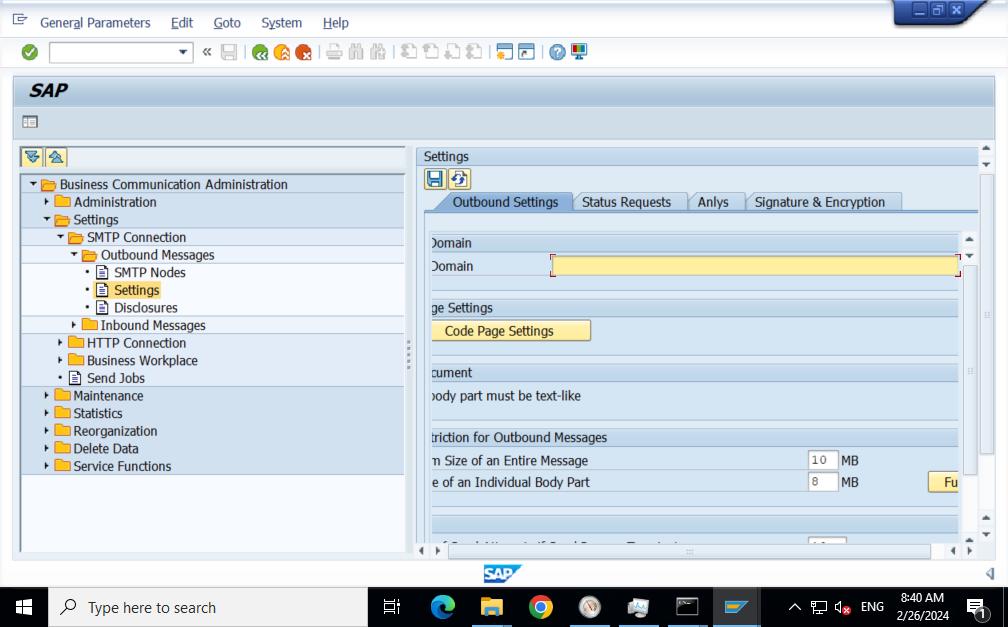 General Parameters Edit Goto System Help
SAP
Business Communication Administration
Administration
Settings
SMTP Connection
Outbound Messages
SMTP Nodes
Settings
Disclosures
Inbound Messages
HTTP Connection
Business Workplace
Send Jobs
Maintenance
Statistics
Reorganization
Delete Data
Service Functions
Settings
Outbound Settings Status Requests Anlys Signature & Encryption
Domain
Domain
ge Settings
Code Page Settings
cument
body part must be text-like
triction for Outbound Messages
m Size of an Entire Message 10 MB
e of an Individual Body Part 8 MB Fu
SAP
Type here to search
ENG
8:40 AM
2/26/2024
1